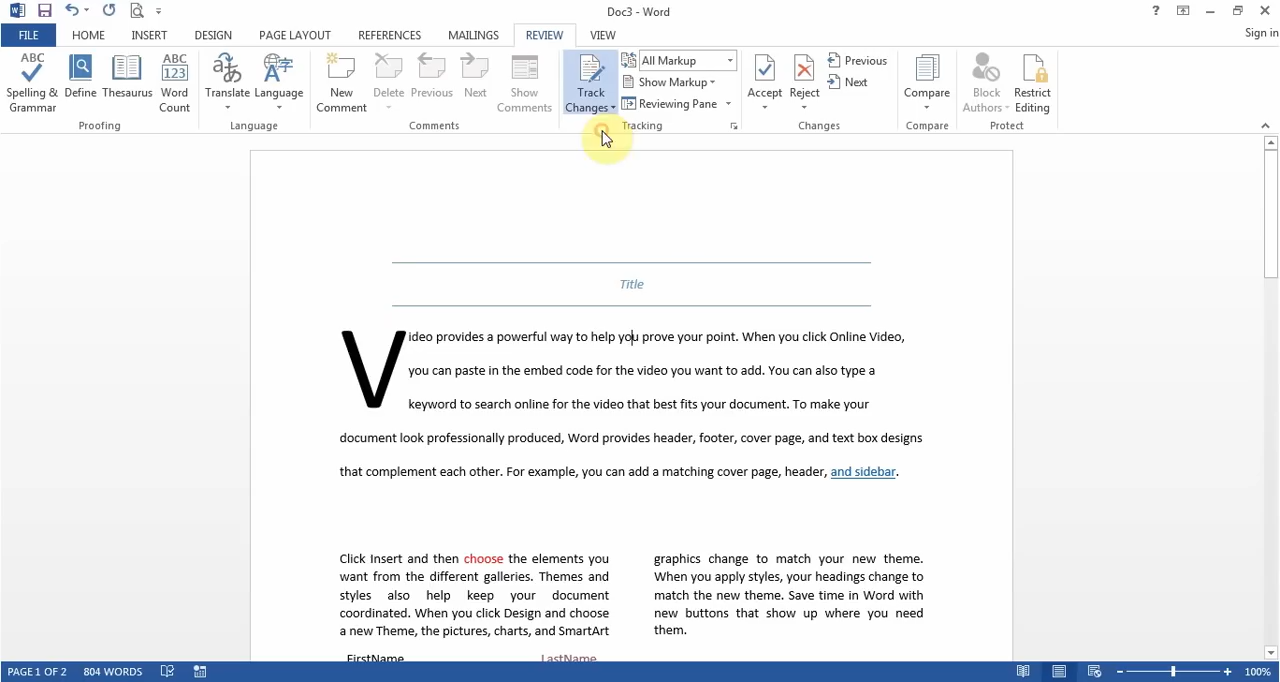 Doc3 - Word
?
FILE
HOME
INSERT
DESIGN
PAGE LAYOUT
REFERENCES
MAILINGS
REVIEW
VIEW
Sign in
ABC
Spelling &
Grammar
Define
Thesaurus
ABC
123
Word
Count
Proofing
Translate
Language
Language
New
Comment
Delete
Previous
Next
Show
Comments
Comments
Track
Changes
All Markup
Show Markup
Reviewing Pane
Tracking
Accept
Reject
Previous
Next
Changes
Compare
Compare
Block
Authors
Restrict
Editing
Protect
Title
Video provides a powerful way to help you prove your point. When you click Online Video,
you can paste in the embed code for the video you want to add. You can also type a
keyword to search online for the video that best fits your document. To make your
document look professionally produced, Word provides header, footer, cover page, and text box designs
that complement each other. For example, you can add a matching cover page, header, and sidebar.
Click Insert and then choose the elements you
want from the different galleries. Themes and
styles also help keep your document
coordinated. When you click Design and choose
a new Theme, the pictures, charts, and SmartArt
graphics change to match your new theme.
When you apply styles, your headings change to
match the new theme. Save time in Word with
new buttons that show up where you need
them.
FirstName
LastName
PAGE 1 OF 2
804 WORDS
100%